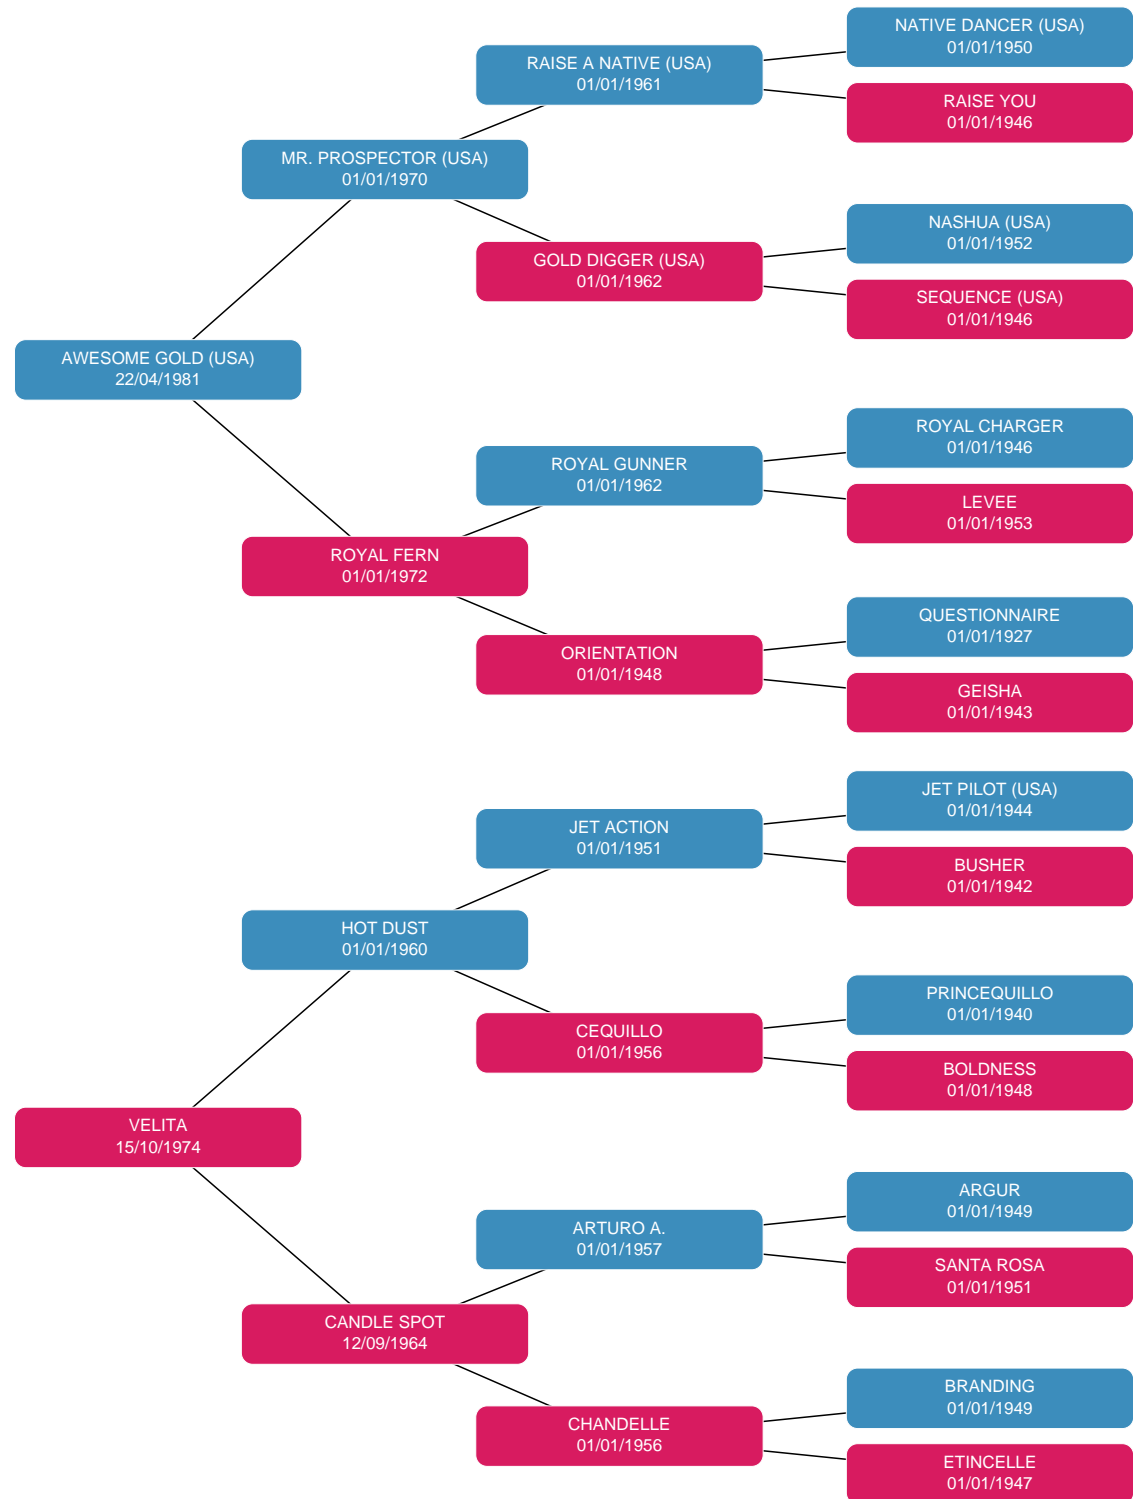 NATIVE DANCER (USA)
01/01/1950
RAISE A NATIVE (USA)
01/01/1961
RAISE YOU
01/01/1946
MR. PROSPECTOR (USA)
01/01/1970
NASHUA (USA)
01/01/1952
GOLD DIGGER (USA)
01/01/1962
SEQUENCE (USA)
01/01/1946
AWESOME GOLD (USA)
22/04/1981
ROYAL CHARGER
01/01/1946
ROYAL GUNNER
01/01/1962
LEVEE
01/01/1953
ROYAL FERN
01/01/1972
QUESTIONNAIRE
01/01/1927
ORIENTATION
01/01/1948
GEISHA
01/01/1943
JET PILOT (USA)
01/01/1944
JET ACTION
01/01/1951
BUSHER
01/01/1942
HOT DUST
01/01/1960
PRINCEQUILLO
01/01/1940
CEQUILLO
01/01/1956
BOLDNESS
01/01/1948
VELITA
15/10/1974
ARGUR
01/01/1949
ARTURO A.
01/01/1957
SANTA ROSA
01/01/1951
CANDLE SPOT
12/09/1964
BRANDING
01/01/1949
CHANDELLE
01/01/1956
ETINCELLE
01/01/1947